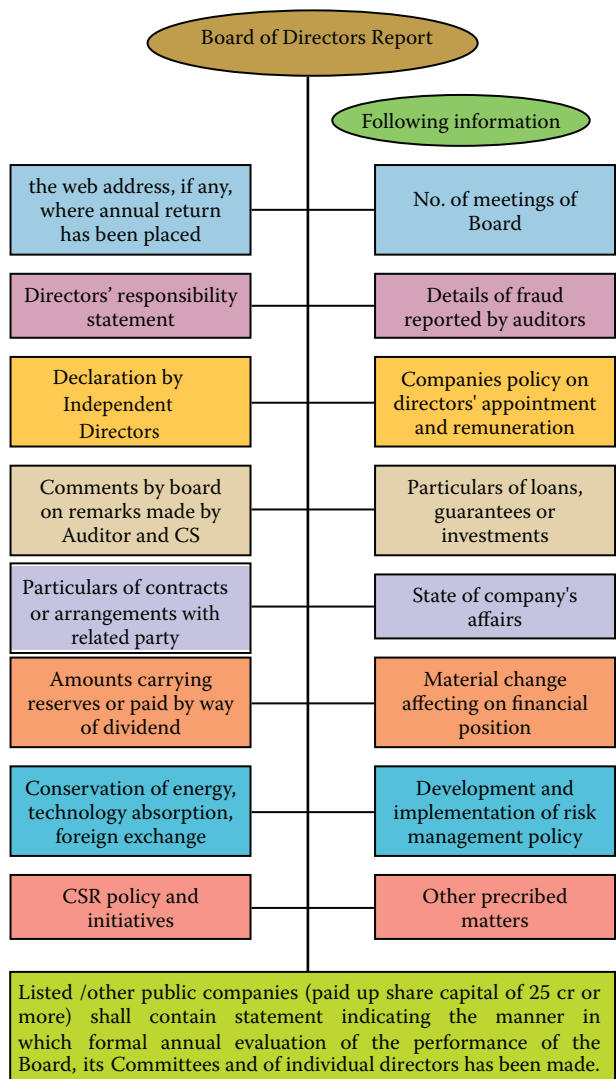 Board of Directors Report
Following information
the web address, if any,
where annual return
has been placed
No. of meetings of
Board
Directors' responsibility
statement
Details of fraud
reported by auditors
Declaration by
Independent
Directors
Companies policy on
directors' appointment
and remuneration
Comments by board
on remarks made by
Auditor and CS
Particulars of loans,
guarantees or
investments
Particulars of contracts
or arrangements with
related party
State of company's
affairs
Amounts carrying
reserves or paid by way
of dividend
Material change
affecting on financial
position
Conservation of energy,
technology absorption,
foreign exchange
Development and
implementation of risk
management policy
CSR policy and
initiatives
Other precribed
matters
Listed /other public companies (paid up share capital of 25 cr or
more) shall contain statement indicating the manner in
which formal annual evaluation of the performance of the
Board, its Committees and of individual directors has been made.